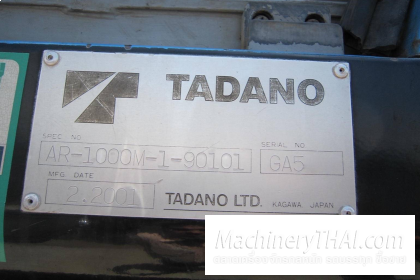 TADANO
SPEC. NO.
AR-1000M-1-90101
SERIAL NO.
GA5
MFG. DATE
2.2001
TADANO LTD. KAGAWA JAPAN
MachineryTHAI.com